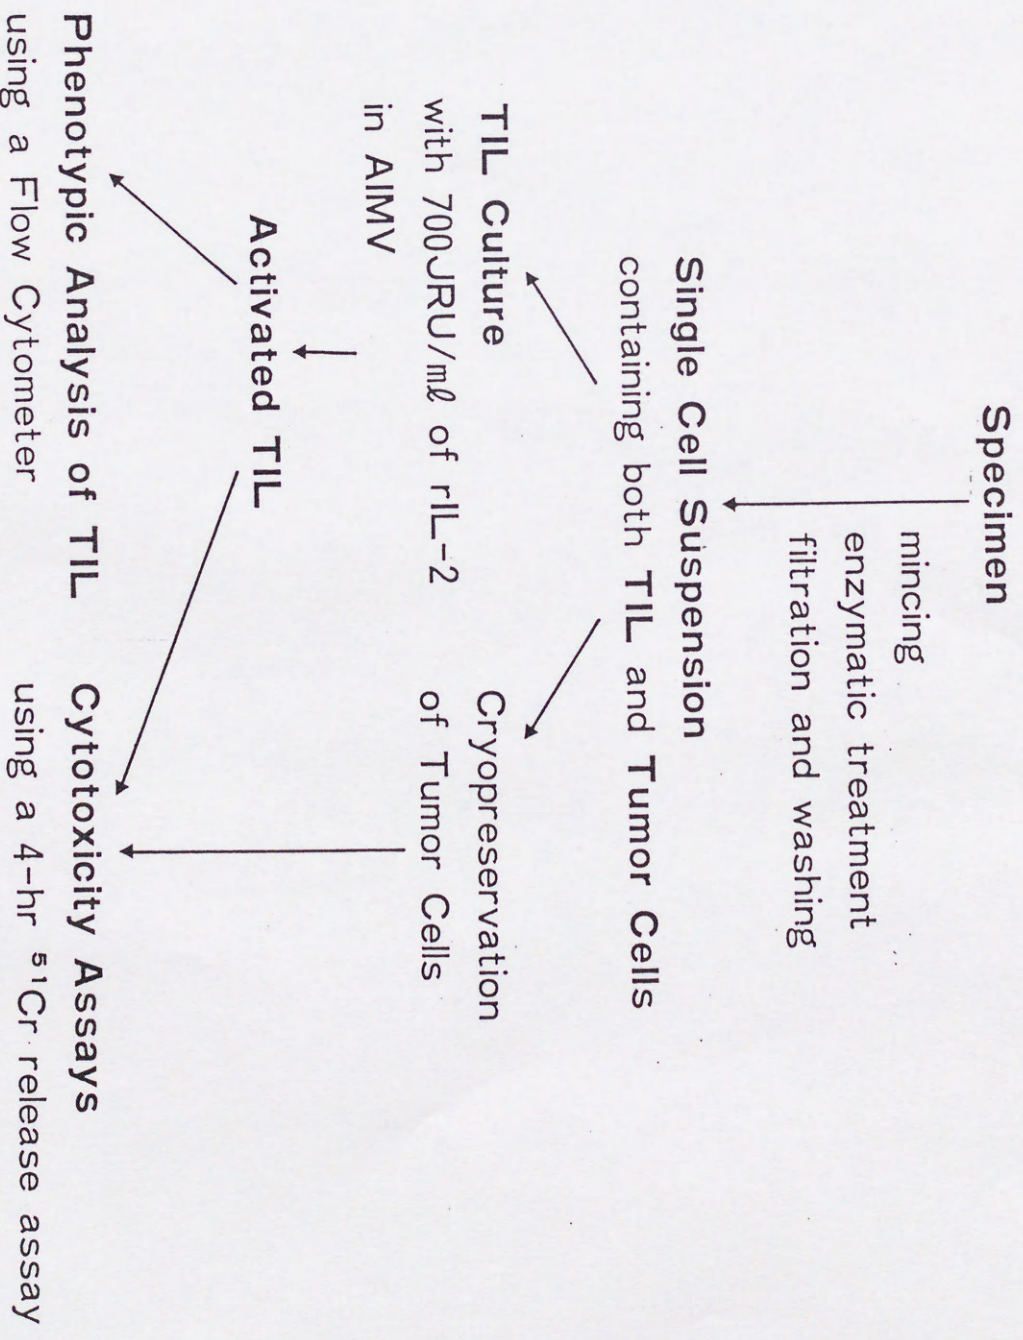 Specimen
mincing
enzymatic treatment
filtration and washing
Single Cell Suspension
containing both TIL and Tumor Cells
TIL Culture
with 700JRU/mℓ of rIL-2
in AIMV
Cryopreservation
of Tumor Cells
Activated TIL
Phenotypic Analysis of TIL
using a Flow Cytometer
Cytotoxicity Assays
using a 4-hr ⁵¹Cr release assay